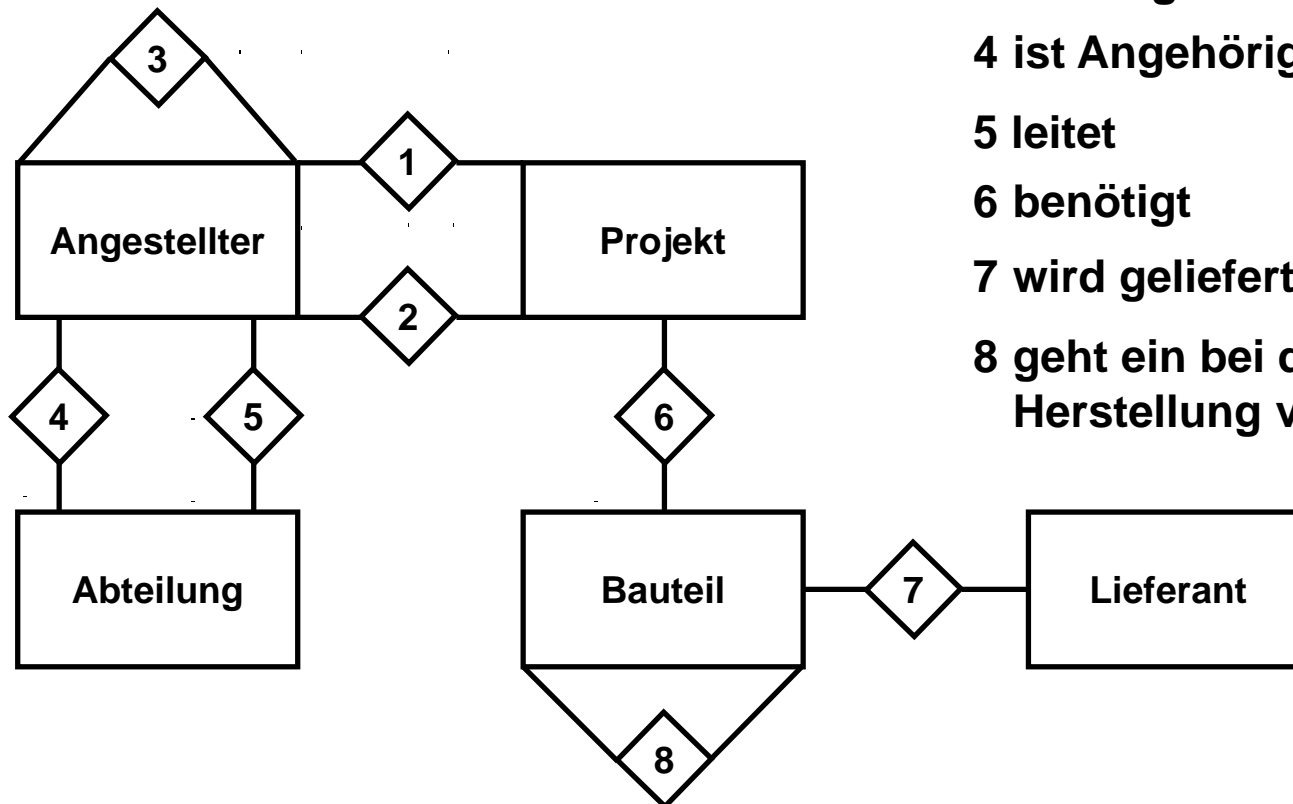 3
4 ist Angehörig
1
5 leitet
6 benötigt
Angestellter
Projekt
7 wird geliefert
2
8 geht ein bei
Herstellung
4
5
6
Abteilung
Bauteil
7
Lieferant
8